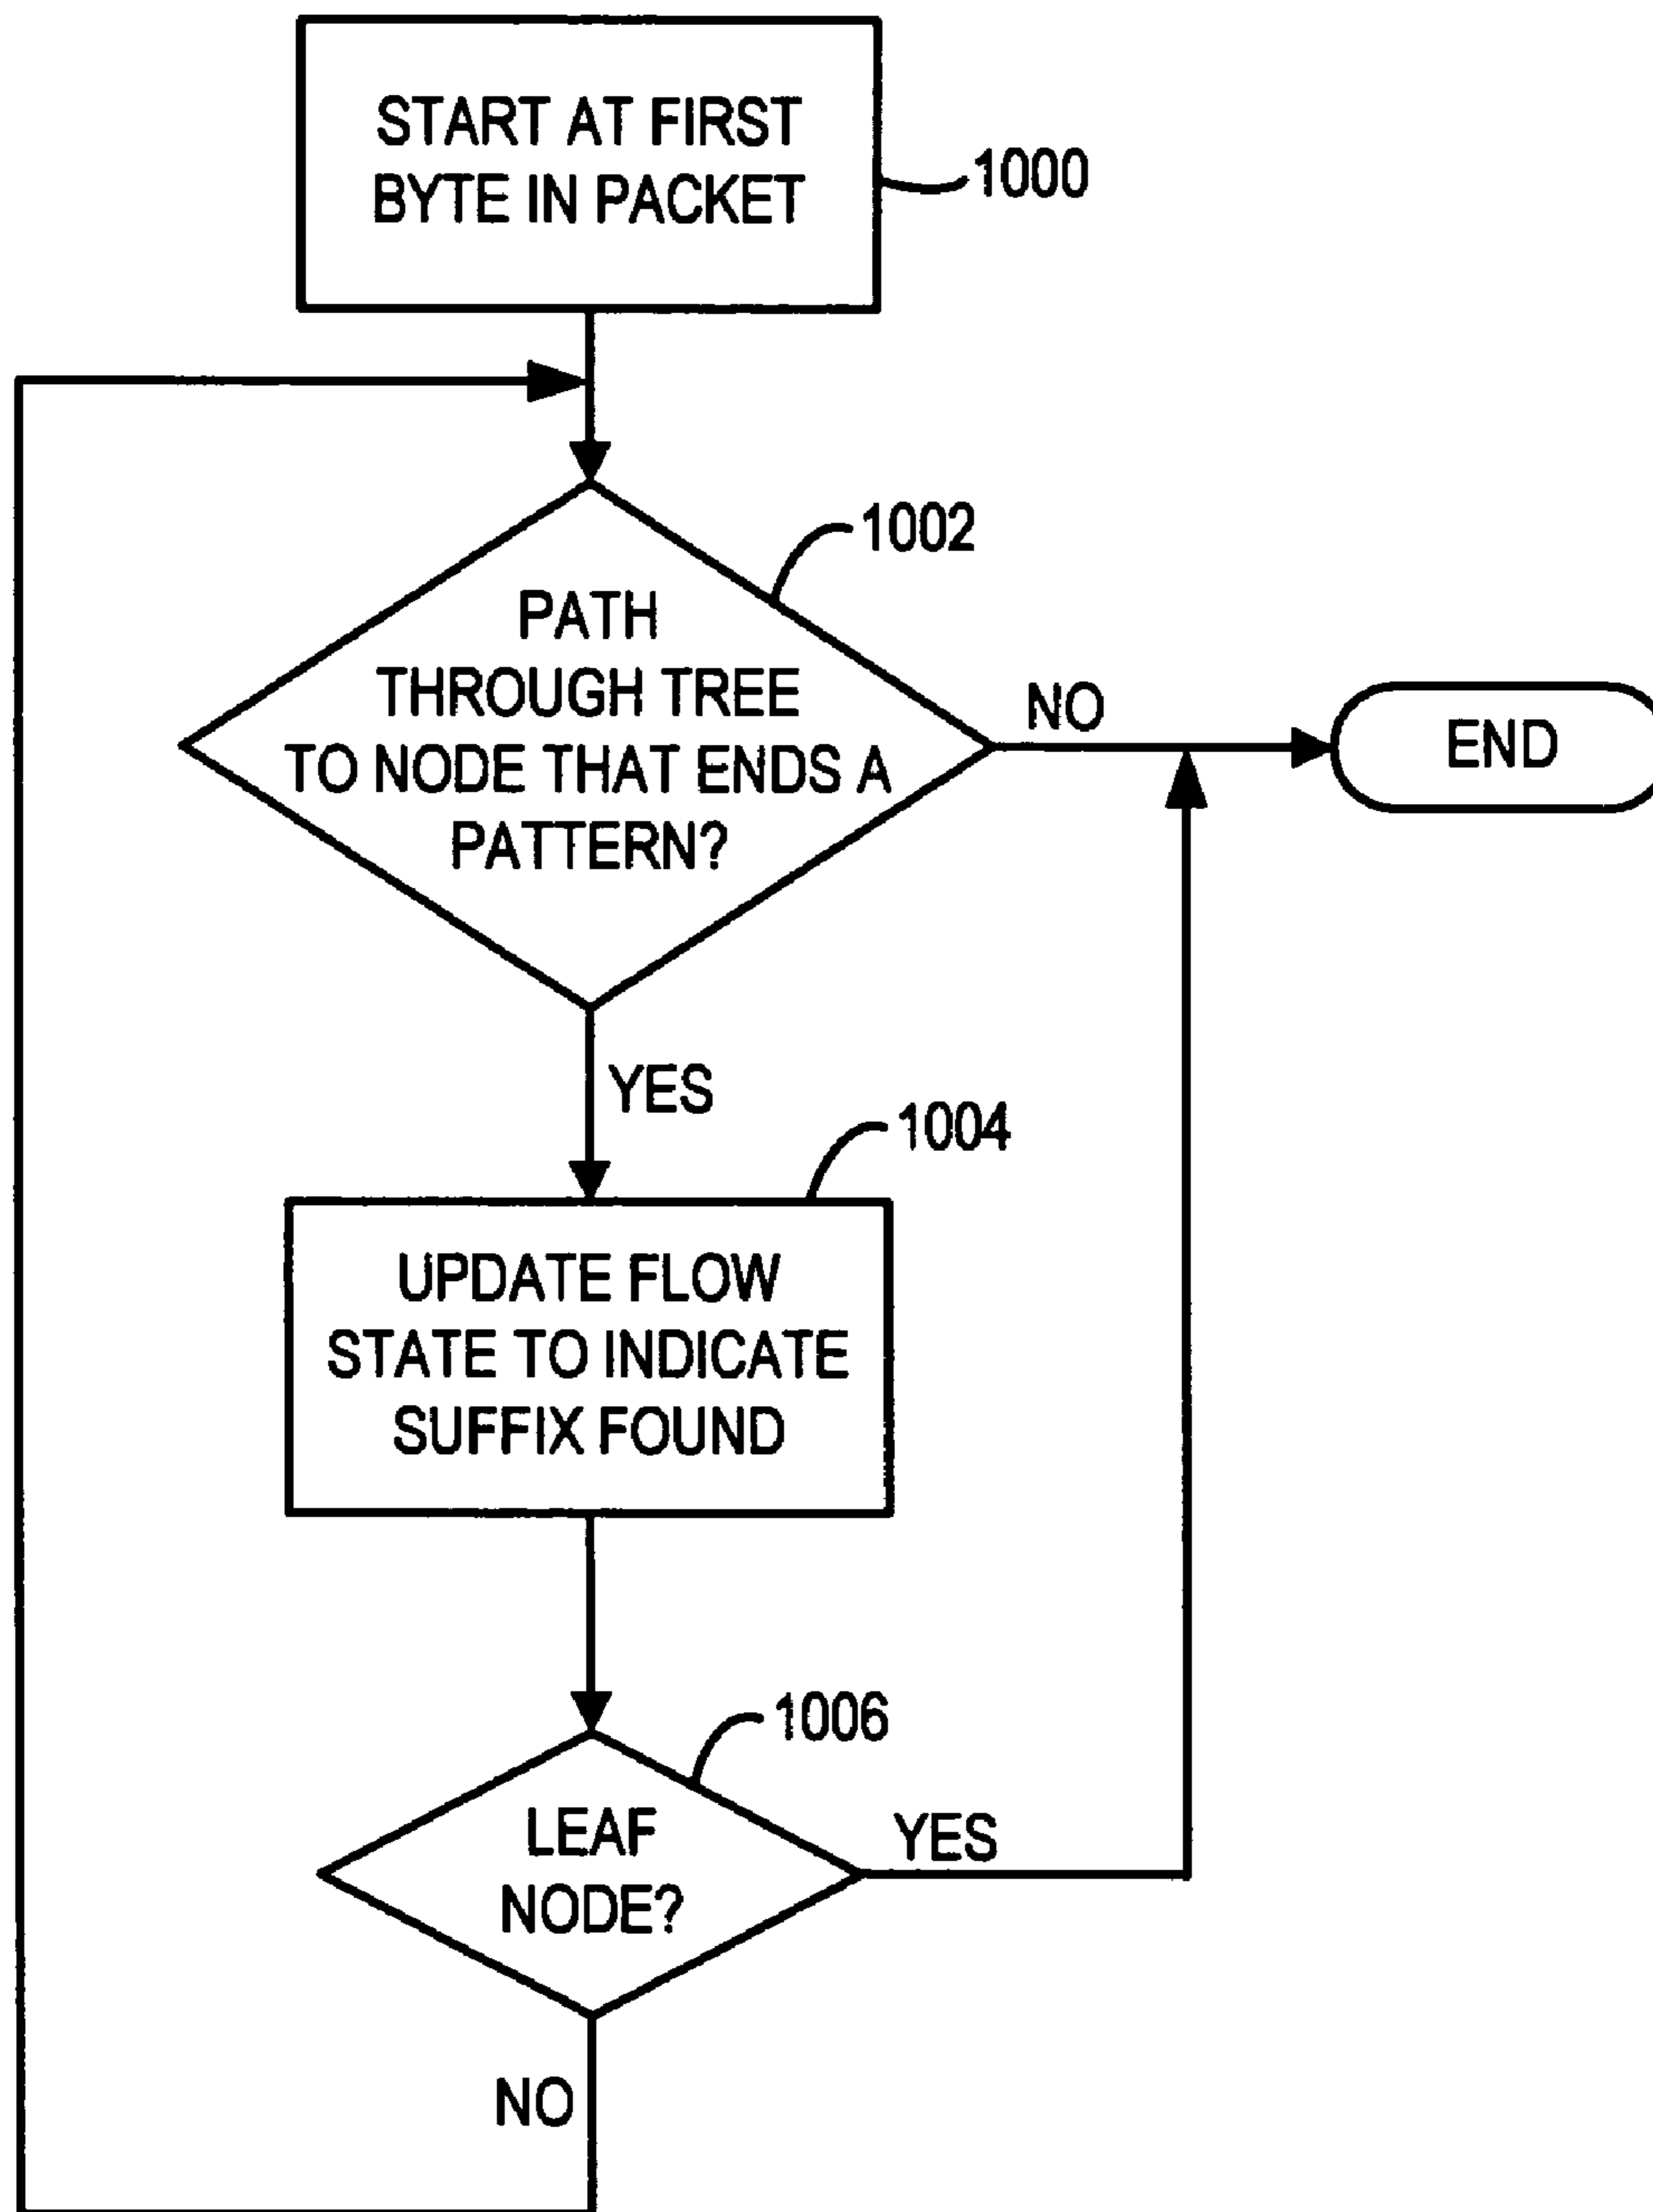 START AT FIRST
BYTE IN PACKET
1000
1002
PATH
THROUGH TREE
TO NODE THAT ENDS A
PATTERN?
NO
END
YES
1004
UPDATE FLOW
STATE TO INDICATE
SUFFIX FOUND
1006
LEAF
NODE?
YES
NO